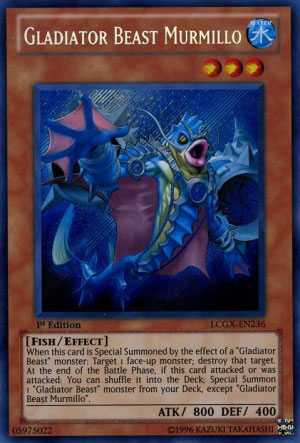 GLADIATOR BEAST MURMILLO
WATER
水
1st Edition
LCGX-EN236
[FISH/EFFECT]
When this card is Special Summoned by the effect of a "Gladiator
Beast" monster: Target 1 face-up monster; destroy that target.
At the end of the Battle Phase, if this card attacked or was
attacked: You can shuffle it into the Deck; Special Summon
1 "Gladiator Beast" monster from your Deck, except "Gladiator
Beast Murmillo".
ATK/ 800 DEF/ 400
05975022
©1996 KAZUKI TAKAHASHI